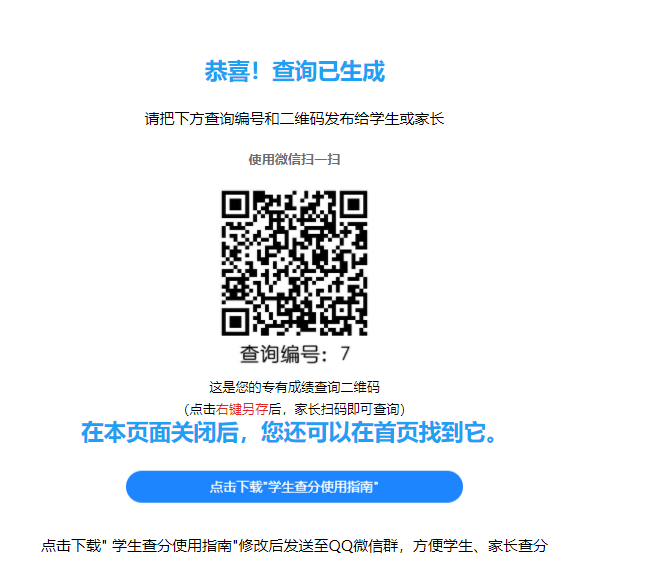 恭喜！查询已生成
请把下方查询编号和二维码发布给学生或家长
使用微信扫一扫
查询编号：7
这是您的专有成绩查询二维码
（点击右键另存后，家长扫码即可查询）
在本页面关闭后，您还可以在首页找到它。
点击下载"学生查分使用指南"
点击下载" 学生查分使用指南"修改后发送至QQ微信群，方便学生、家长查分